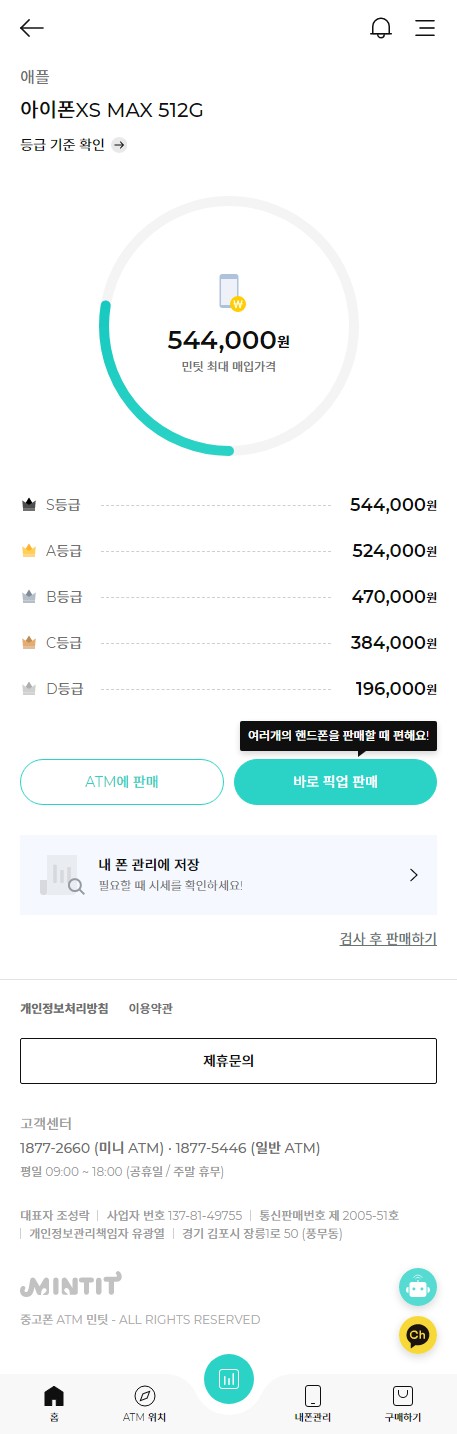 애플
아이폰XS MAX 512G
등급 기준 확인
W
544,000원
민팃 최대 매입가격
S등급 544,000원
A등급 524,000원
B등급 470,000원
C등급 384,000원
D등급 196,000원
여러개의 핸드폰을 판매할 때 편해요!
ATM에 판매
바로 픽업 판매
내 폰 관리에 저장
필요할 때 시세를 확인하세요!
검사 후 판매하기
개인정보처리방침 이용약관
제휴문의
고객센터
1877-2660 (미니 ATM) · 1877-5446 (일반 ATM)
평일 09:00 ~ 18:00 (공휴일 / 주말 휴무)
대표자 조성락 | 사업자 번호 137-81-49755 | 통신판매번호 제 2005-51호
| 개인정보관리책임자 유광열 | 경기 김포시 장릉1로 50 (풍무동)
MINTIT
중고폰 ATM 민팃 - ALL RIGHTS RESERVED
Ch
홈 ATM 위치 내폰관리 구매하기